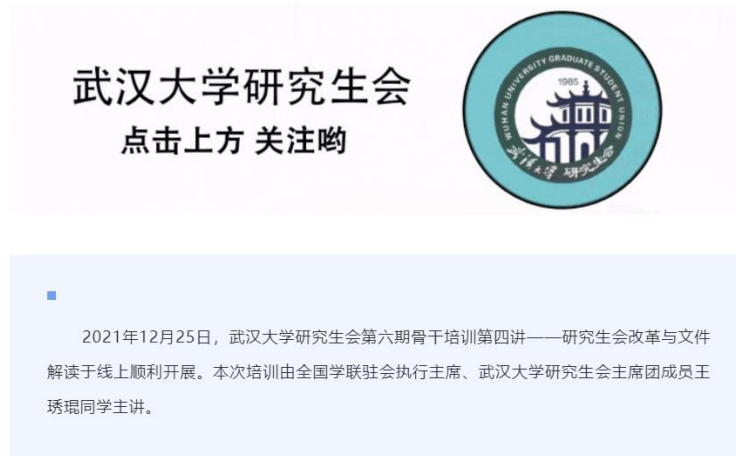 武汉大学研究生会
点击上方 关注哟
WUHAN UNIVERSITY GRADUATE STUDENT UNION
1985
武汉大学 研究生会
2021年12月25日，武汉大学研究生会第六期骨干培训第四讲——研究生会改革与文件
解读于线上顺利开展。本次培训由全国学联驻会执行主席、武汉大学研究生会主席团成员王
琇琨同学主讲。